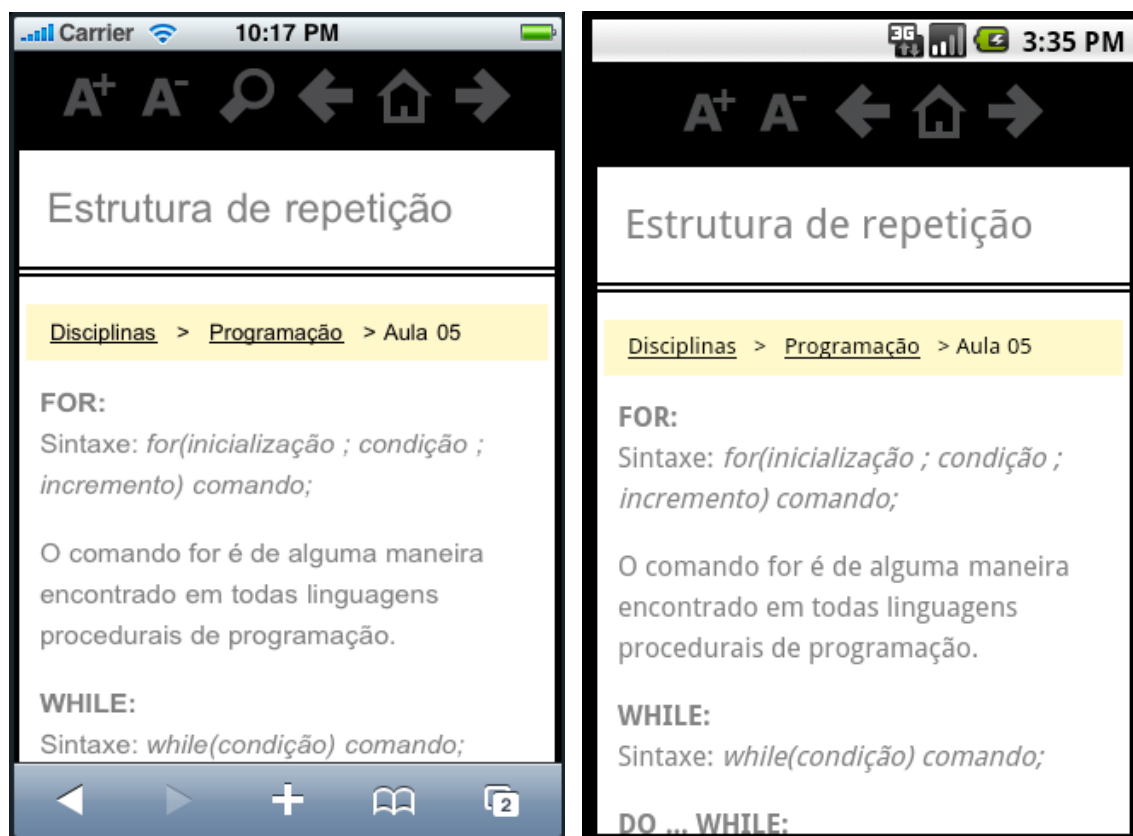 Carrier 10:17 PM
A+ A-
Estrutura de repetição
Disciplinas > Programação > Aula 05
FOR:
Sintaxe: for(inicialização ; condição ;
incremento) comando;
O comando for é de alguma maneira
encontrado em todas linguagens
procedurais de programação.
WHILE:
Sintaxe: while(condição) comando;
2
3G 3:35 PM
A+ A-
Estrutura de repetição
Disciplinas > Programação > Aula 05
FOR:
Sintaxe: for(inicialização ; condição ;
incremento) comando;
O comando for é de alguma maneira
encontrado em todas linguagens
procedurais de programação.
WHILE:
Sintaxe: while(condição) comando;
DO ... WHILE: